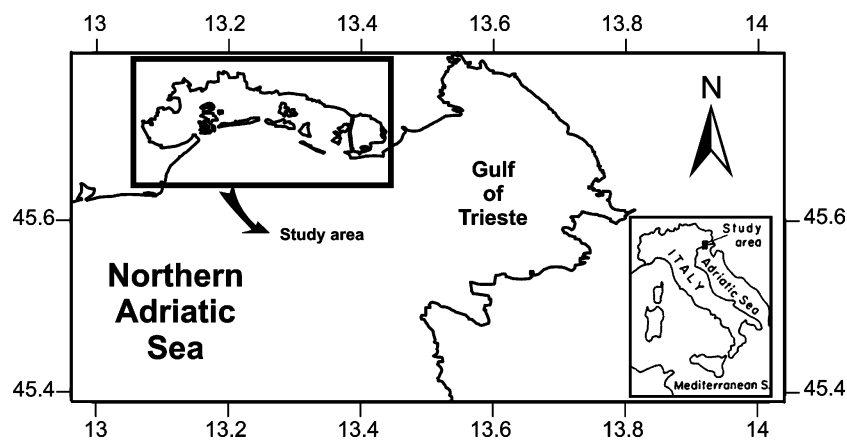 13 13.2 13.4 13.6 13.8 14
N
Gulf
of
Trieste
45.6 45.6
Study area
Study
area
ITALY
Adriatic Sea
Northern
Adriatic
Sea
Mediterranean S.
45.4 45.4
13 13.2 13.4 13.6 13.8 14